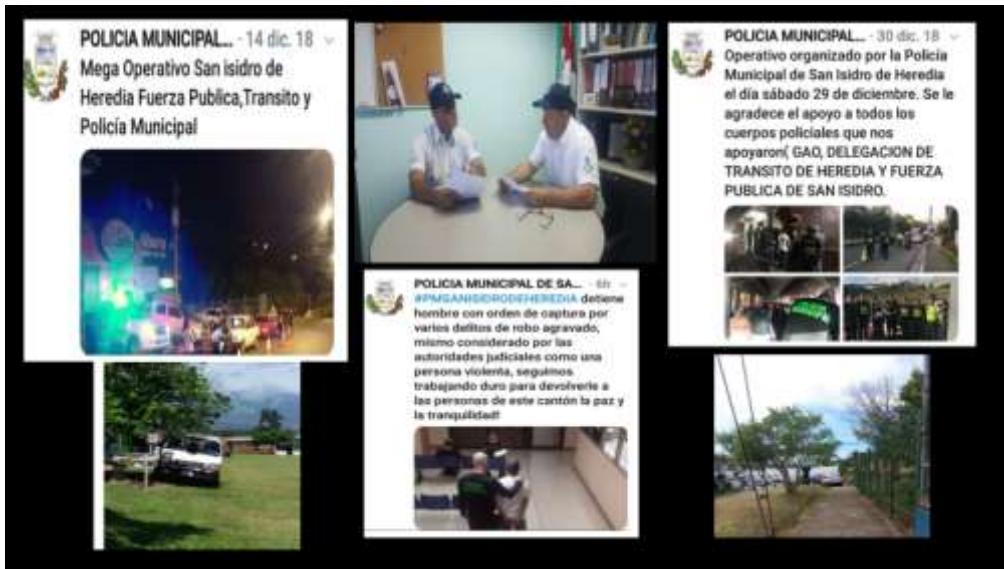 POLICIA MUNICIPAL... · 14 dic. 18
Mega Operativo San isidro de
Heredia Fuerza Publica,Transito y
Policía Municipal
POLICIA MUNICIPAL DE SA... · 6h
#PMSANISIDRODEHEREDIA detiene
hombre con orden de captura por
varios delitos de robo agravado,
mismo considerado por las
autoridades judiciales como una
persona violenta, seguimos
trabajando duro para devolverle a
las personas de este cantón la paz y
la tranquilidad!
POLICIA MUNICIPAL... · 30 dic. 18
Operativo organizado por la Policía
Municipal de San Isidro de Heredia
el día sábado 29 de diciembre. Se le
agradece el apoyo a todos los
cuerpos policiales que nos
apoyaron( GAO, DELEGACION DE
TRANSITO DE HEREDIA Y FUERZA
PUBLICA DE SAN ISIDRO.